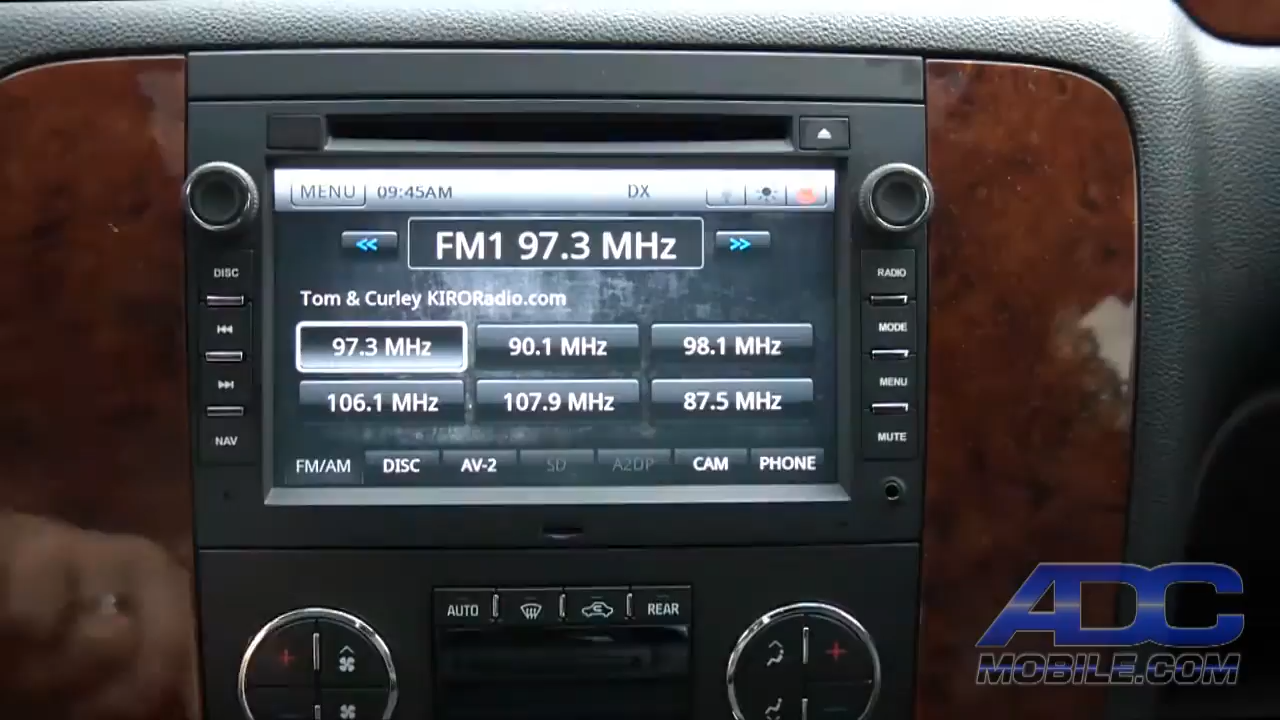 MENU 09:45AM DX
« FM1 97.3 MHz »
DISC
RADIO
Tom & Curley KIRORadio.com
97.3 MHz 90.1 MHz 98.1 MHz
MODE
MENU
106.1 MHz 107.9 MHz 87.5 MHz
NAV
MUTE
FM/AM DISC AV-2 SD A2DP CAM PHONE
AUTO REAR
ADC
MOBILE.COM